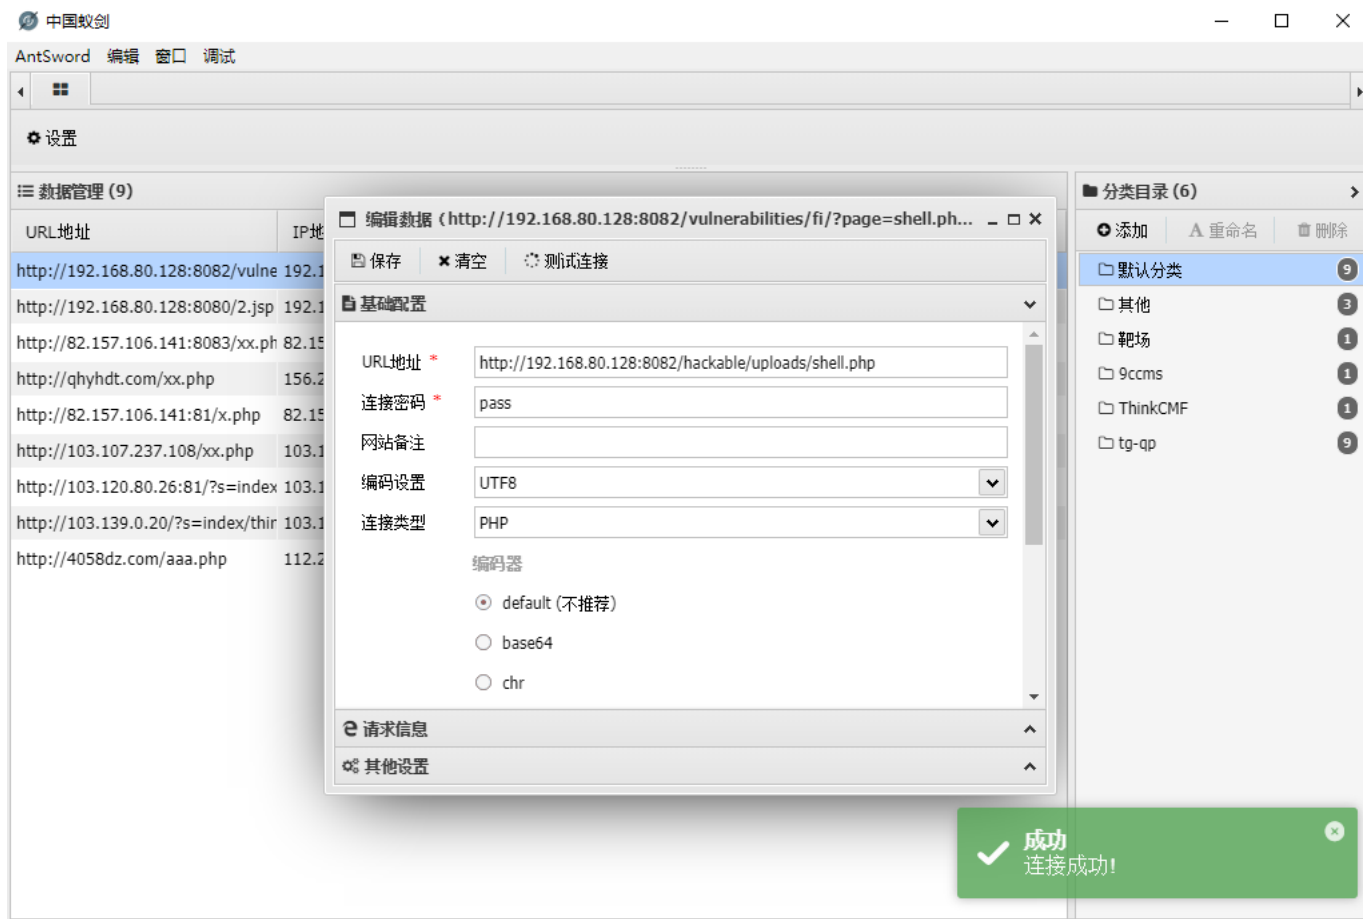 中国蚁剑
AntSword 编辑 窗口 调试
设置
数据管理 (9)
URL地址 IP地
http://192.168.80.128:8082/vulne 192.1
http://192.168.80.128:8080/2.jsp 192.1
http://82.157.106.141:8083/xx.ph 82.15
http://qhyhdt.com/xx.php 156.2
http://82.157.106.141:81/x.php 82.15
http://103.107.237.108/xx.php 103.1
http://103.120.80.26:81/?s=index 103.1
http://103.139.0.20/?s=index/thin 103.1
http://4058dz.com/aaa.php 112.2
编辑数据 (http://192.168.80.128:8082/vulnerabilities/fi/?page=shell.ph...
保存 清空 测试连接
基础配置
URL地址 * http://192.168.80.128:8082/hackable/uploads/shell.php
连接密码 * pass
网站备注
编码设置 UTF8
连接类型 PHP
编码器
default (不推荐)
base64
chr
请求信息
其他设置
分类目录 (6)
添加 A 重命名 删除
默认分类 9
其他 3
靶场 1
9ccms 1
ThinkCMF 1
tg-qp 9
成功
连接成功!